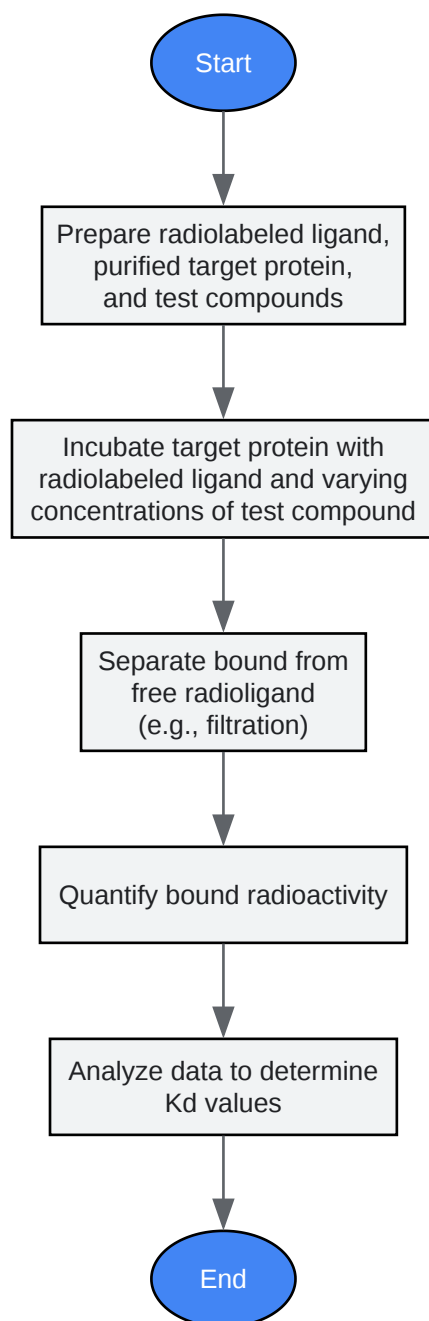 Start
Prepare radiolabeled ligand,
purified target protein,
and test compounds
Incubate target protein with
radiolabeled ligand and varying
concentrations of test compound
Separate bound from
free radioligand
(e.g., filtration)
Quantify bound radioactivity
Analyze data to determine
Kd values
End